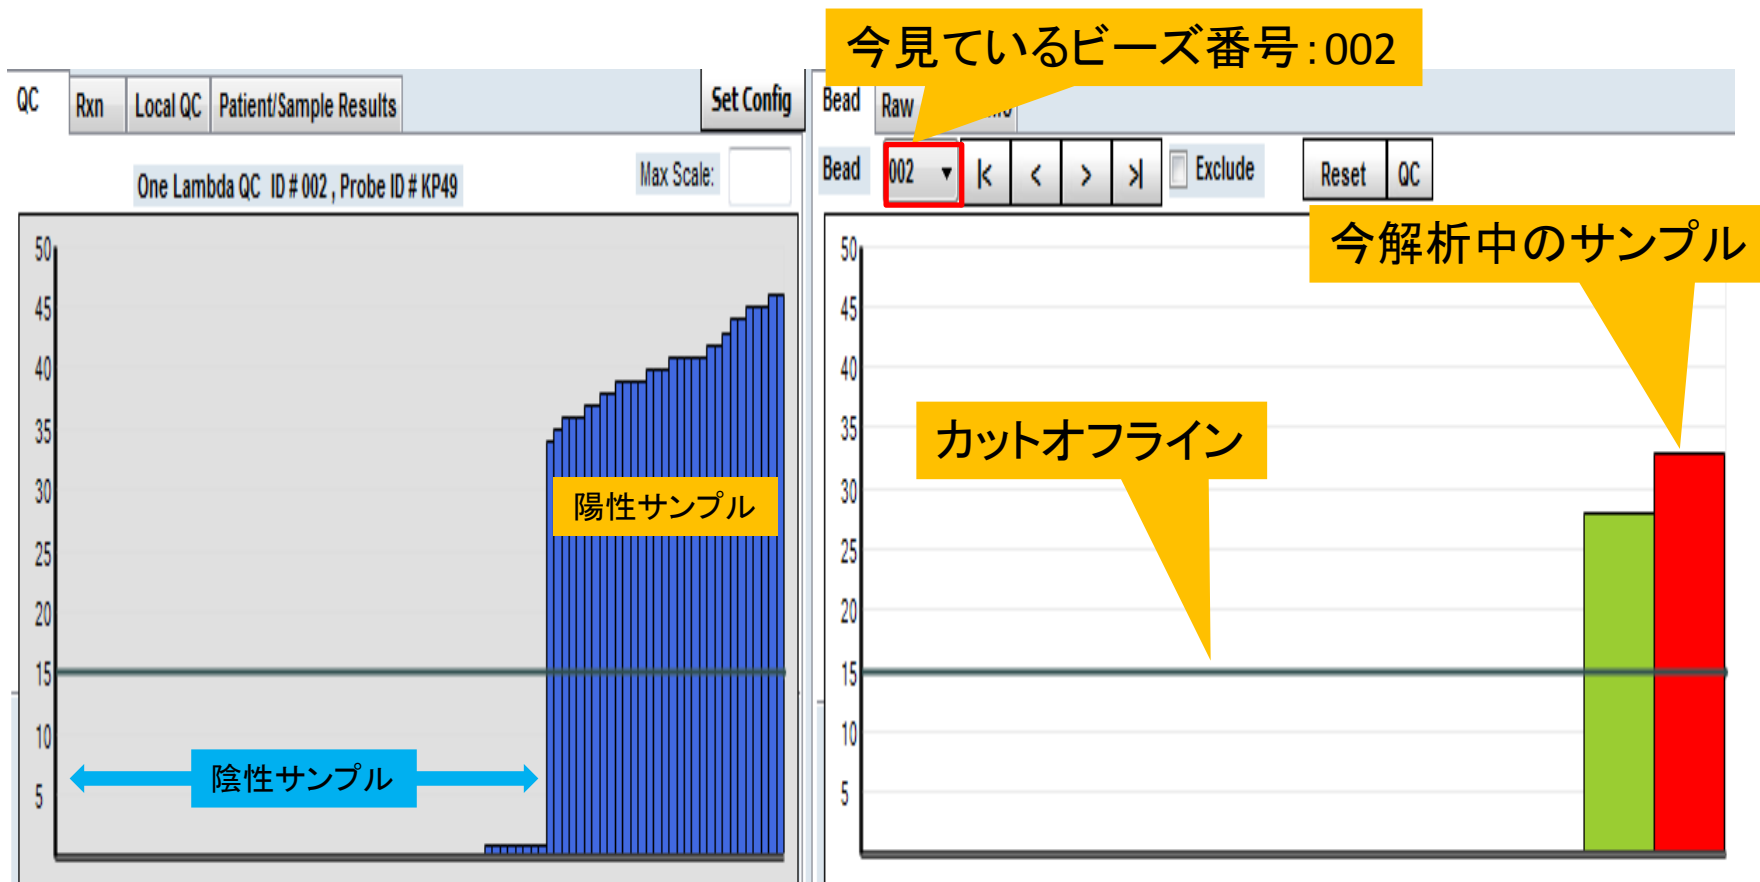 今見ているビーズ番号:002
QC Rxn Local QC Patient/Sample Results Set Config
One Lambda QC ID # 002 , Probe ID # KP49 Max Scale:
50
45
40
35
30
25
20
15
10
5
陽性サンプル
陰性サンプル
Bead Raw
Bead 002 |< < > >| Exclude Reset QC
今解析中のサンプル
50
45
40
35
30
25
20
15
10
5
カットオフライン